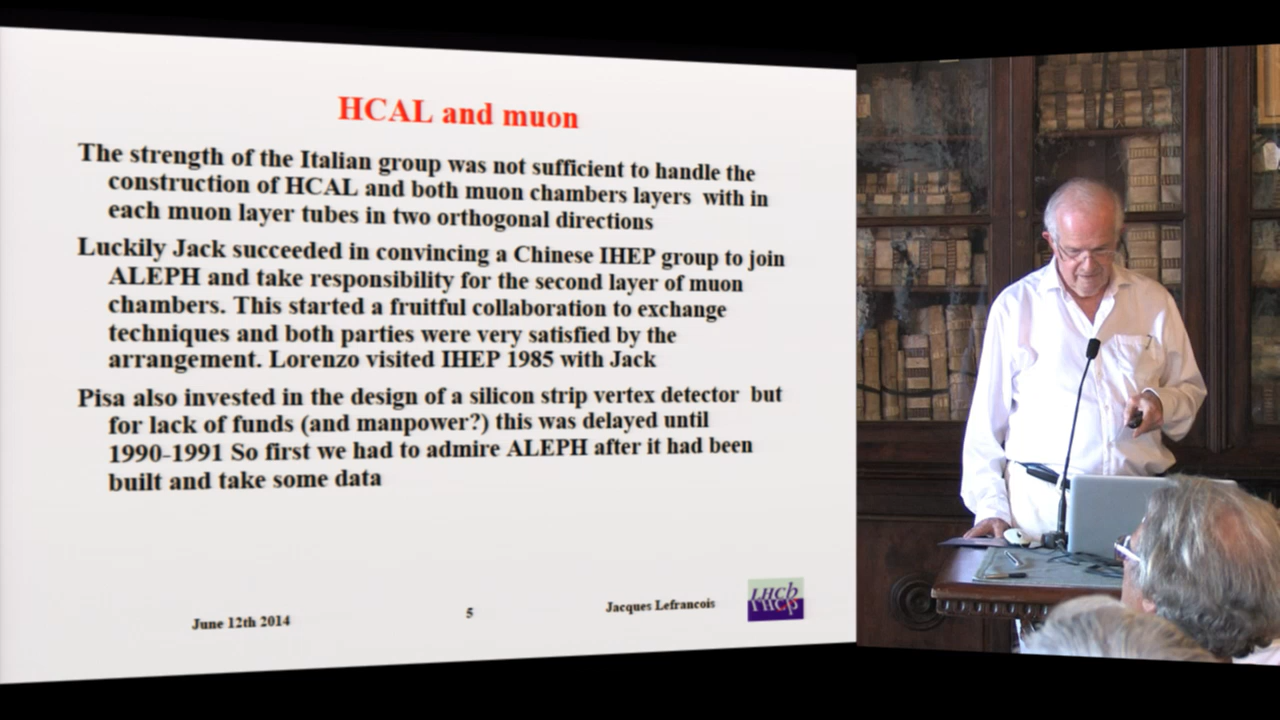 HCAL and muon
The strength of the Italian group was not sufficient to handle the
construction of HCAL and both muon chambers layers with in
each muon layer tubes in two orthogonal directions
Luckily Jack succeeded in convincing a Chinese IHEP group to join
ALEPH and take responsibility for the second layer of muon
chambers. This started a fruitful collaboration to exchange
techniques and both parties were very satisfied by the
arrangement. Lorenzo visited IHEP 1985 with Jack
Pisa also invested in the design of a silicon strip vertex detector but
for lack of funds (and manpower?) this was delayed until
1990-1991 So first we had to admire ALEPH after it had been
built and take some data
June 12th 2014
5
Jacques Lefrancois
LHCb